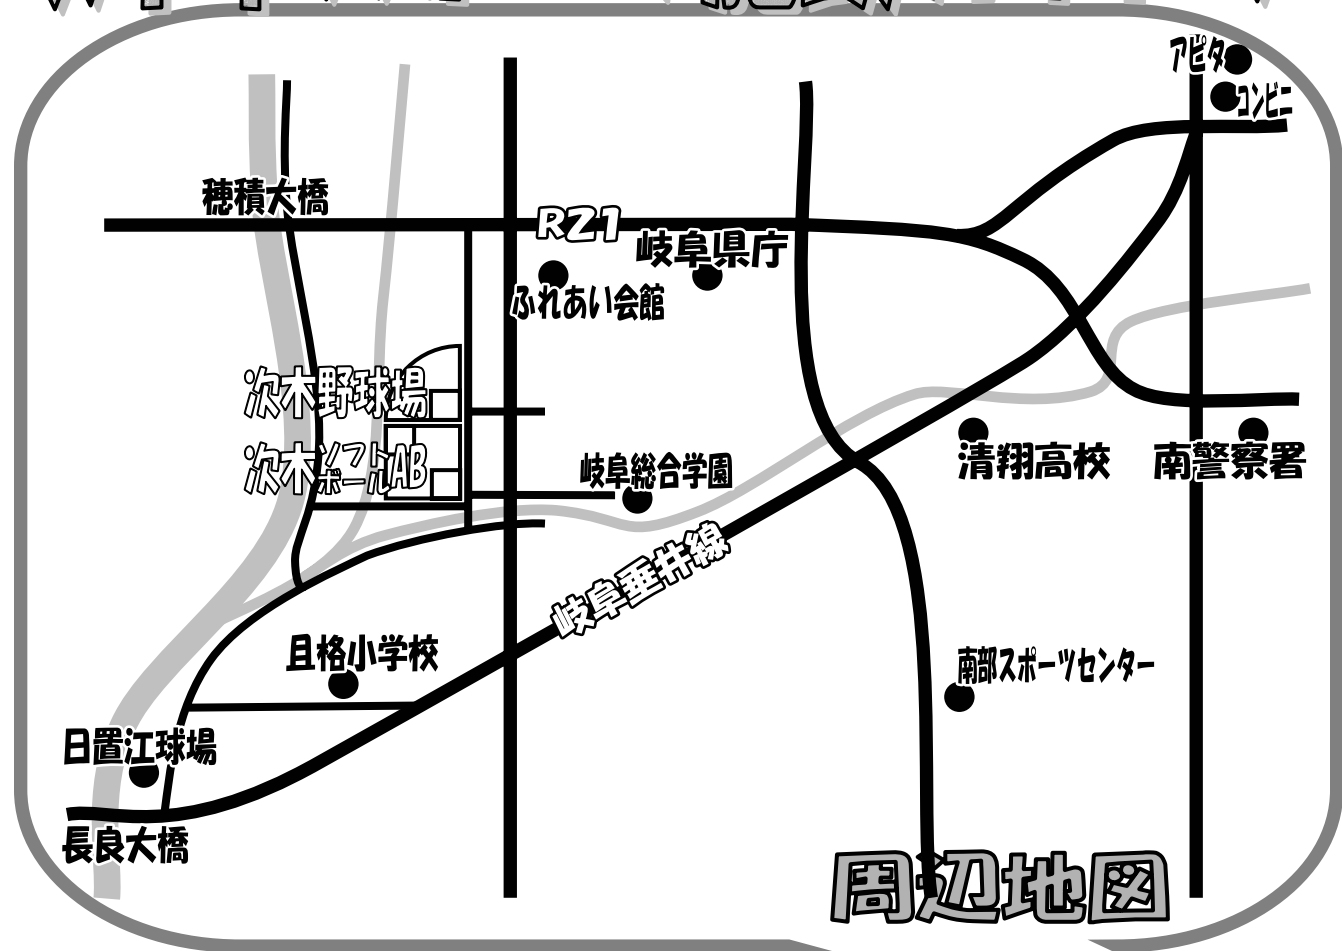 アピタ
コンビニ
穂積大橋
R21
岐阜県庁
ふれあい会館
次木野球場
次木ソフトボールAB
岐阜総合学園
清翔高校
南警察署
岐阜垂井線
且格小学校
南部スポーツセンター
日置江球場
長良大橋
周辺地図